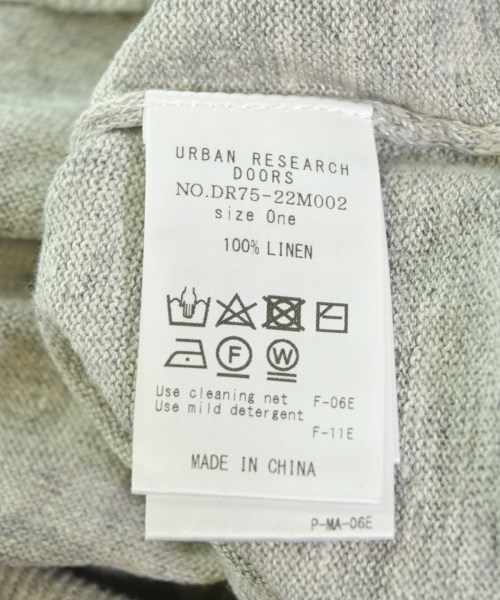 URBAN RESEARCH
DOORS
NO.DR75-22M002
size One
100% LINEN
F W
Use cleaning net F-06E
Use mild detergent
F-11E
MADE IN CHINA
P-MA-06E